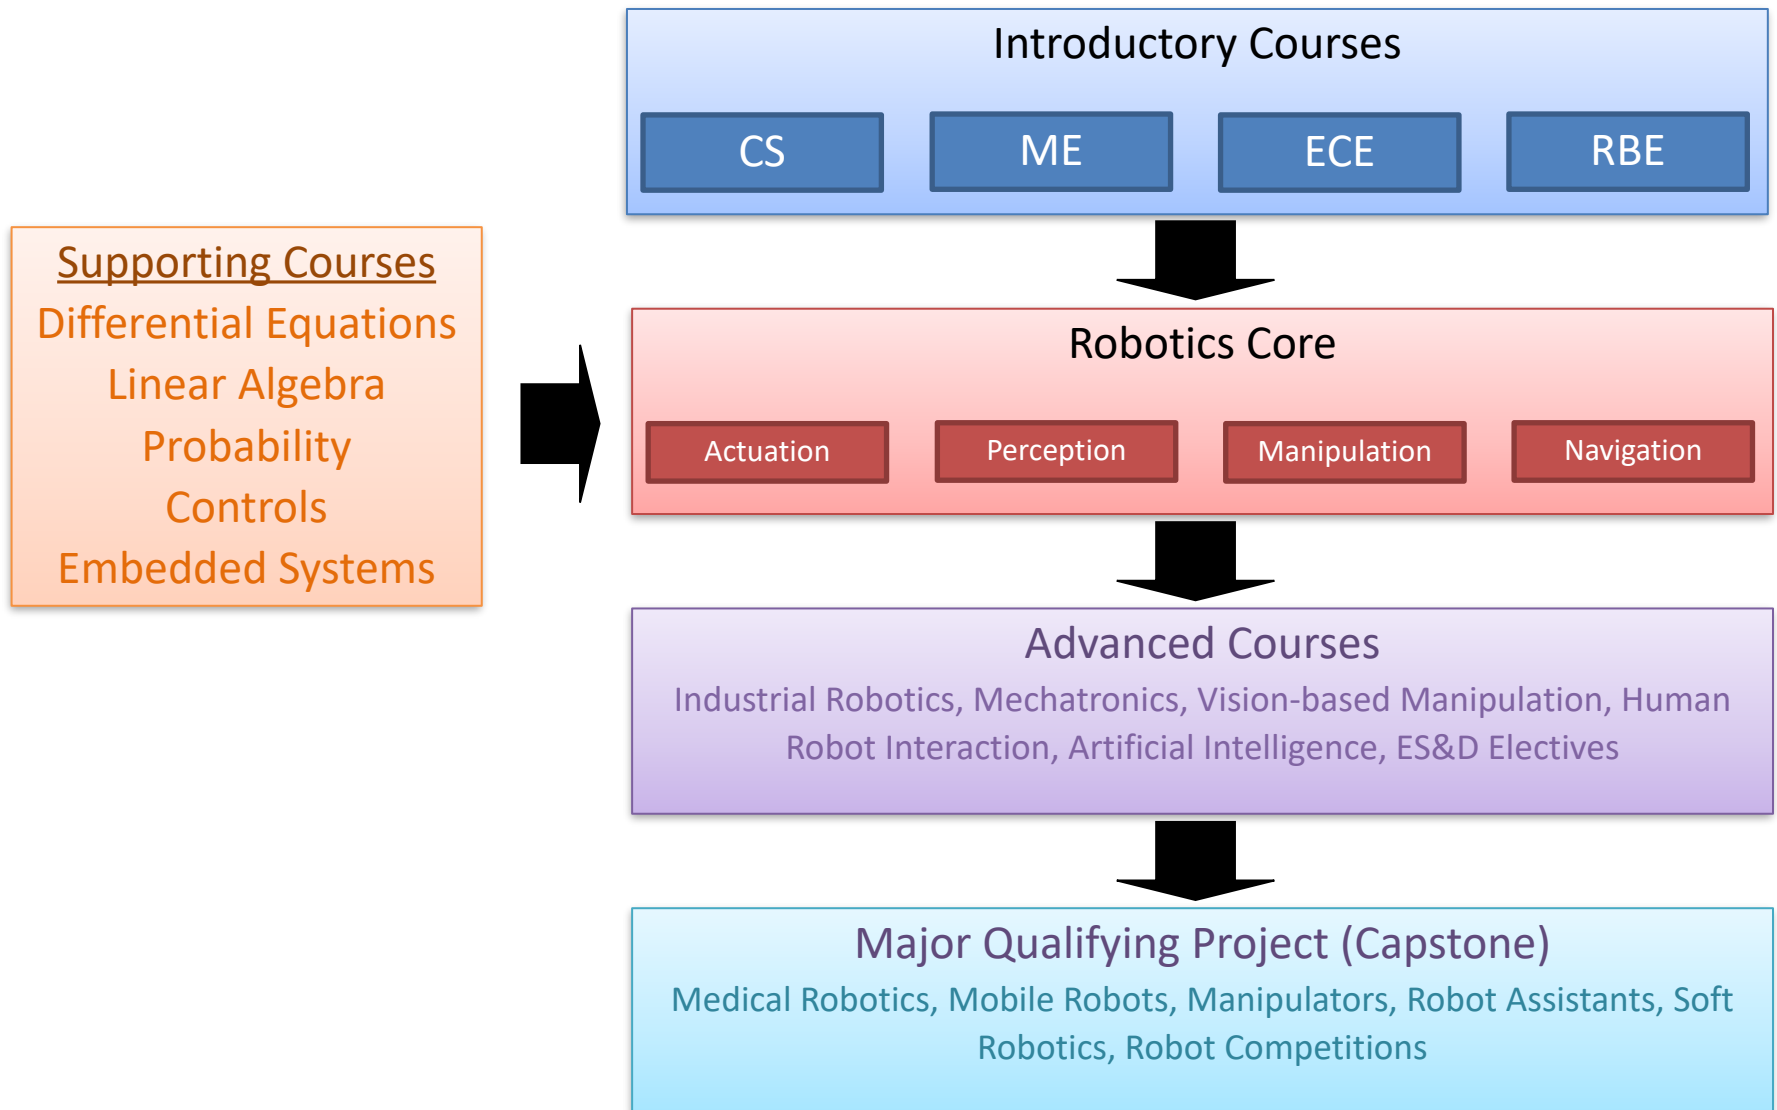 Introductory Courses
CS
ME
ECE
RBE
Supporting Courses
Differential Equations
Linear Algebra
Probability
Controls
Embedded Systems
Robotics Core
Actuation
Perception
Manipulation
Navigation
Advanced Courses
Industrial Robotics, Mechatronics, Vision-based Manipulation, Human
Robot Interaction, Artificial Intelligence, ES&D Electives
Major Qualifying Project (Capstone)
Medical Robotics, Mobile Robots, Manipulators, Robot Assistants, Soft
Robotics, Robot Competitions